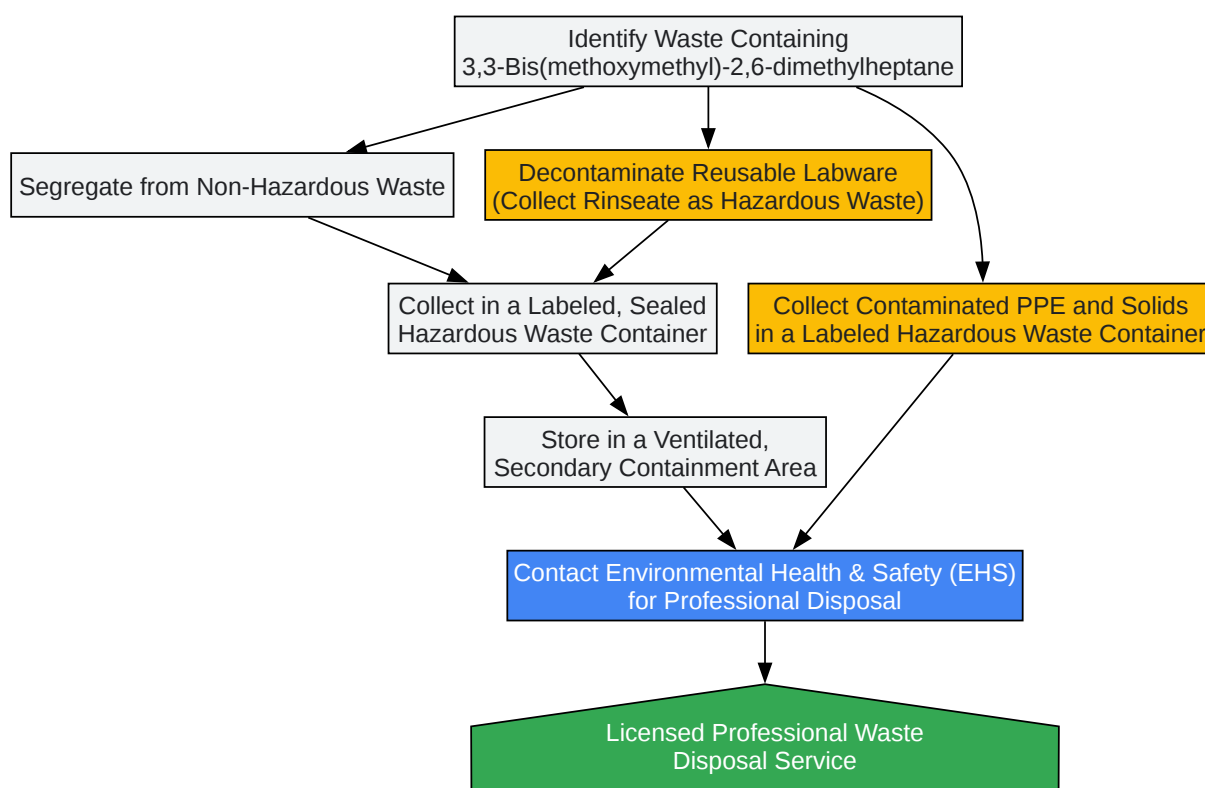 Identify Waste Containing
3,3-Bis(methoxymethyl)-2,6-dimethylheptane
Segregate from Non-Hazardous Waste
Decontaminate Reusable Labware
(Collect Rinseate as Hazardous Waste)
Collect in a Labeled, Sealed
Hazardous Waste Container
Collect Contaminated PPE and Solids
in a Labeled Hazardous Waste Container
Store in a Ventilated,
Secondary Containment Area
Contact Environmental Health & Safety (EHS)
for Professional Disposal
Licensed Professional Waste
Disposal Service